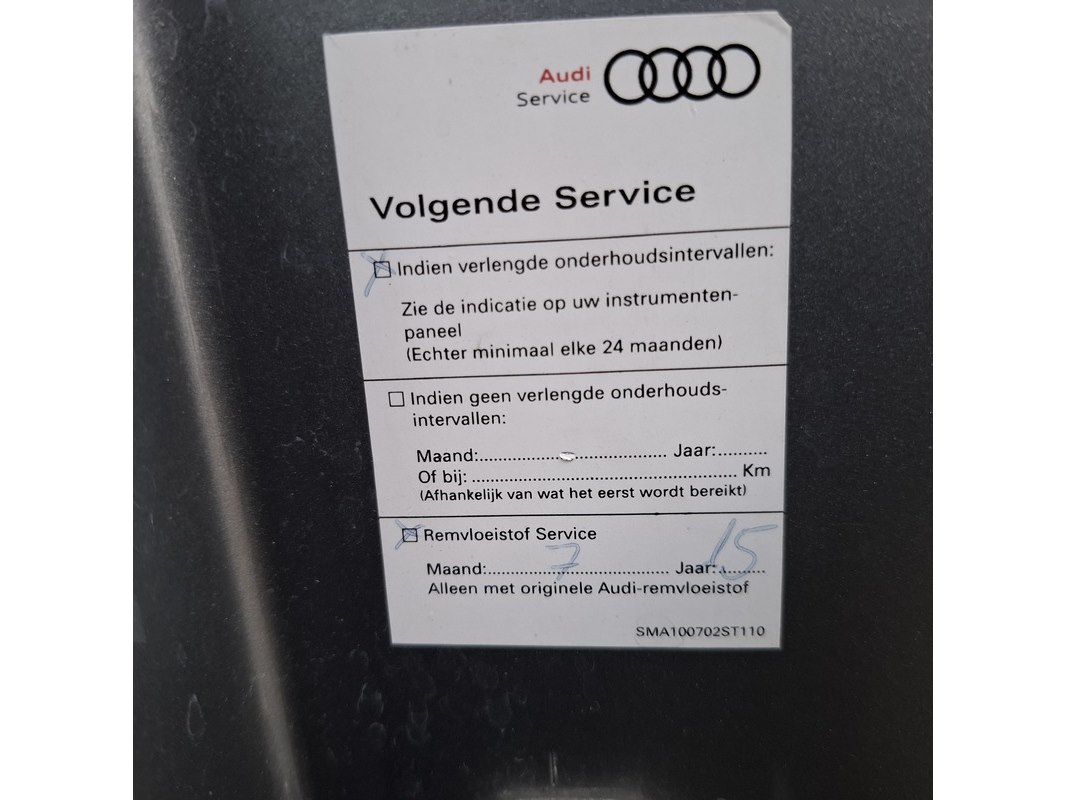 Audi
Service
Volgende Service
Indien verlengde onderhoudsintervallen:
Zie de indicatie op uw instrumenten-
paneel
(Echter minimaal elke 24 maanden)
Indien geen verlengde onderhouds-
intervallen:
Maand:................................... Jaar:..........
Of bij: .................................................. Km
(Afhankelijk van wat het eerst wordt bereikt)
Remvloeistof Service
Maand:..............7.................... Jaar: 15
Alleen met originele Audi-remvloeistof
SMA100702ST110